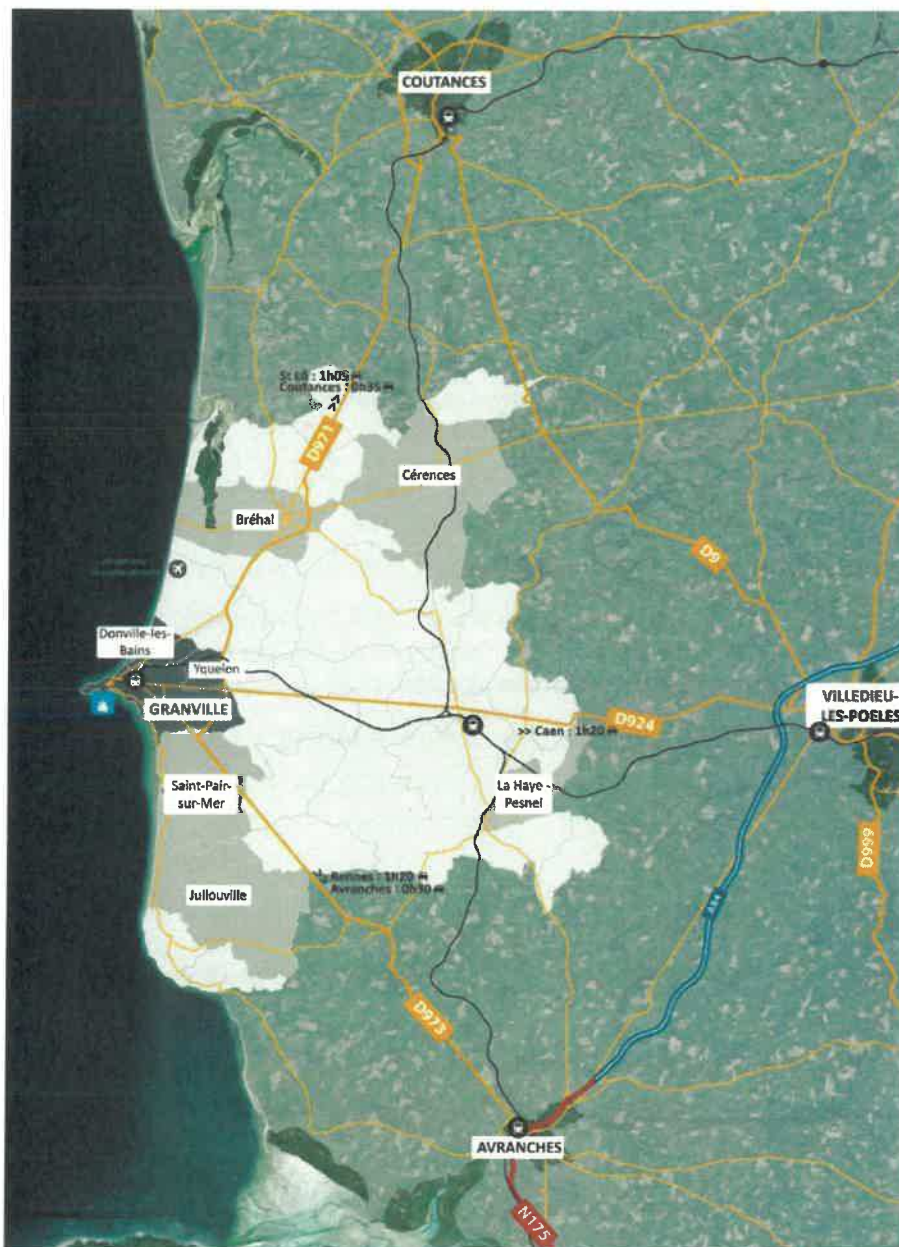 COUTANCES
St Lô : 1h05
Coutances : 0h35
D971
Cérences
Bréhal
D9
Donville-les-
Bains
Yquelon
GRANVILLE
D924
VILLEDIEU-
LES-POELES
>> Caen : 1h20
Saint-Pair-
sur-Mer
La Haye -
Pesnel
D999
Rennes : 1h20
Avranches : 0h30
Jullouville
A84
D973
AVRANCHES
N175